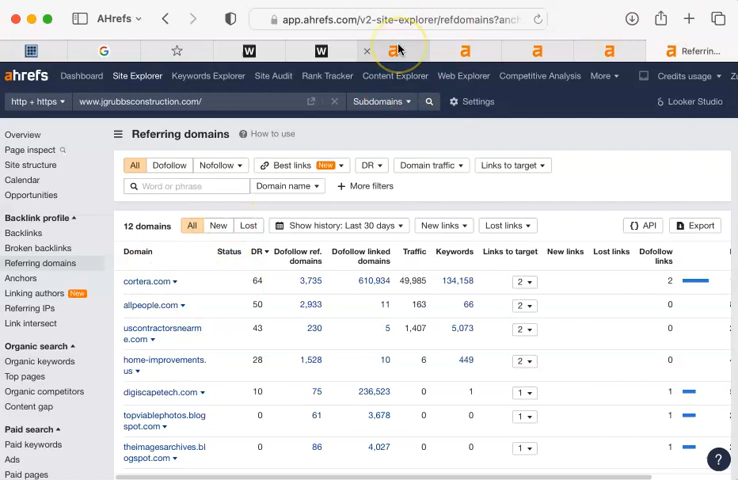 AHrefs
app.ahrefs.com/v2-site-explorer/refdomains?anch
Referrin...
ahrefs Dashboard Site Explorer Keywords Explorer Site Audit Rank Tracker Content Explorer Web Explorer Competitive Analysis More Credits usage
http + https www.jgrubbsconstruction.com/ Subdomains Settings Looker Studio
Overview
Page inspect
Site structure
Calendar
Opportunities
Backlink profile
Backlinks
Broken backlinks
Referring domains
Anchors
Linking authors New
Referring IPs
Link intersect
Organic search
Organic keywords
Top pages
Organic competitors
Content gap
Paid search
Paid keywords
Ads
Paid pages
Referring domains How to use
All Dofollow Nofollow Best links New DR Domain traffic Links to target
Word or phrase Domain name + More filters
12 domains All New Lost Show history: Last 30 days New links Lost links API Export
Domain Status DR Dofollow ref. domains Dofollow linked domains Traffic Keywords Links to target New links Lost links Dofollow links
cortera.com 64 3,735 610,934 49,985 134,158 2 2
allpeople.com 50 2,933 11 163 66 2 0
uscontractorsnearm
e.com 43 230 5 1,407 5,073 2 0
home-improvements.
us 28 1,528 10 6 449 2 0
digiscapetech.com 10 75 236,523 0 1 1 1
topviablephotos.blog
spot.com 0 61 3,678 0 0 1 1
theimagesarchives.bl
ogspot.com 0 86 4,027 0 0 1 1
?